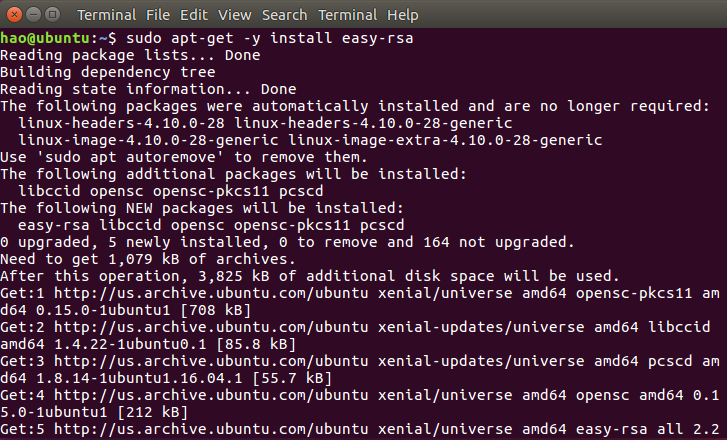 Terminal Terminal File Edit View Search Terminal Help
hao@ubuntu:~$ sudo apt-get -y install easy-rsa
Reading package lists... Done
Building dependency tree
Reading state information... Done
The following packages were automatically installed and are no longer required:
  linux-headers-4.10.0-28 linux-headers-4.10.0-28-generic
  linux-image-4.10.0-28-generic linux-image-extra-4.10.0-28-generic
Use 'sudo apt autoremove' to remove them.
The following additional packages will be installed:
  libccid opensc opensc-pkcs11 pcscd
The following NEW packages will be installed:
  easy-rsa libccid opensc opensc-pkcs11 pcscd
0 upgraded, 5 newly installed, 0 to remove and 164 not upgraded.
Need to get 1,079 kB of archives.
After this operation, 3,825 kB of additional disk space will be used.
Get:1 http://us.archive.ubuntu.com/ubuntu xenial/universe amd64 opensc-pkcs11 am
d64 0.15.0-1ubuntu1 [708 kB]
Get:2 http://us.archive.ubuntu.com/ubuntu xenial-updates/universe amd64 libccid
amd64 1.4.22-1ubuntu0.1 [85.8 kB]
Get:3 http://us.archive.ubuntu.com/ubuntu xenial-updates/universe amd64 pcscd am
d64 1.8.14-1ubuntu1.16.04.1 [55.7 kB]
Get:4 http://us.archive.ubuntu.com/ubuntu xenial/universe amd64 opensc amd64 0.1
5.0-1ubuntu1 [212 kB]
Get:5 http://us.archive.ubuntu.com/ubuntu xenial/universe amd64 easy-rsa all 2.2